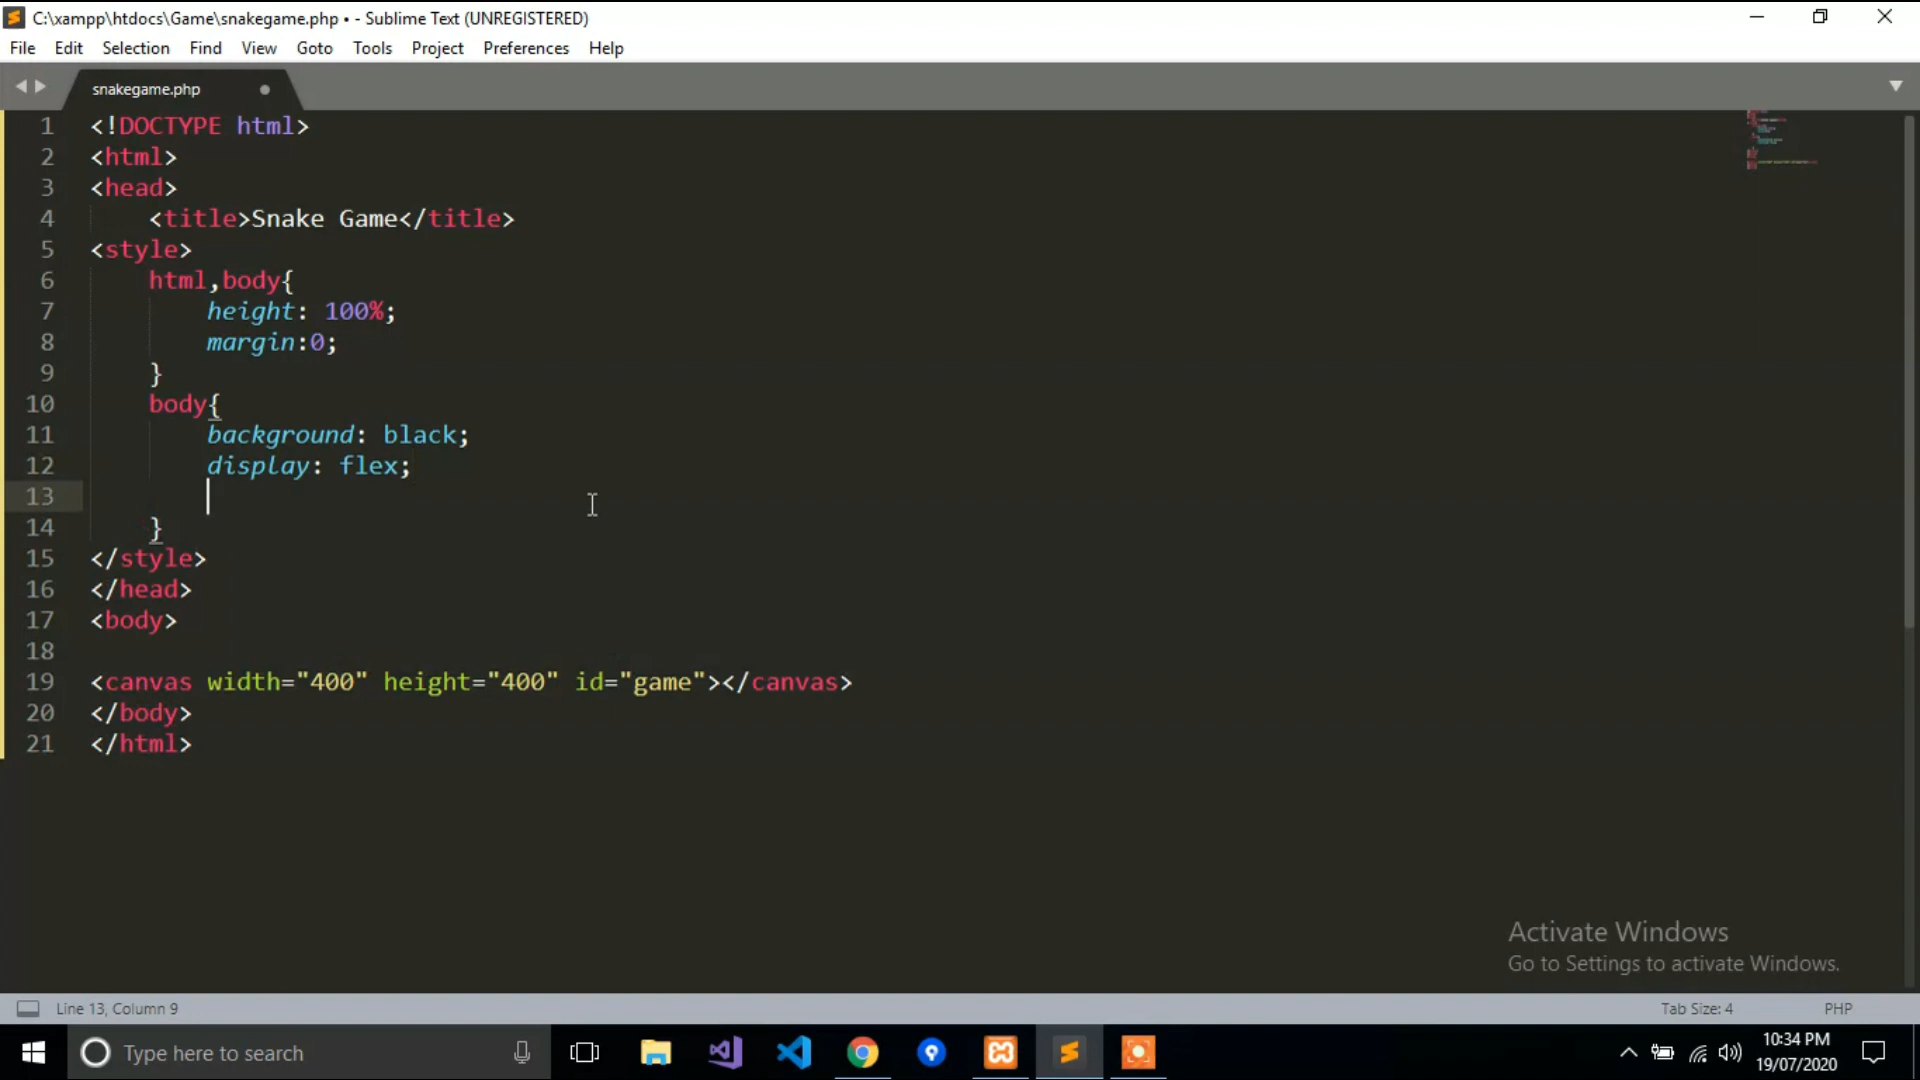 C:\xampp\htdocs\Game\snakegame.php • - Sublime Text (UNREGISTERED)
File Edit Selection Find View Goto Tools Project Preferences Help
snakegame.php
1 <!DOCTYPE html>
2 <html>
3 <head>
4 <title>Snake Game</title>
5 <style>
6 html,body{
7 height: 100%;
8 margin:0;
9 }
10 body{
11 background: black;
12 display: flex;
13
14 }
15 </style>
16 </head>
17 <body>
18
19 <canvas width="400" height="400" id="game"></canvas>
20 </body>
21 </html>
Activate Windows
Go to Settings to activate Windows.
Line 13, Column 9 Tab Size: 4 PHP
Type here to search
10:34 PM
19/07/2020